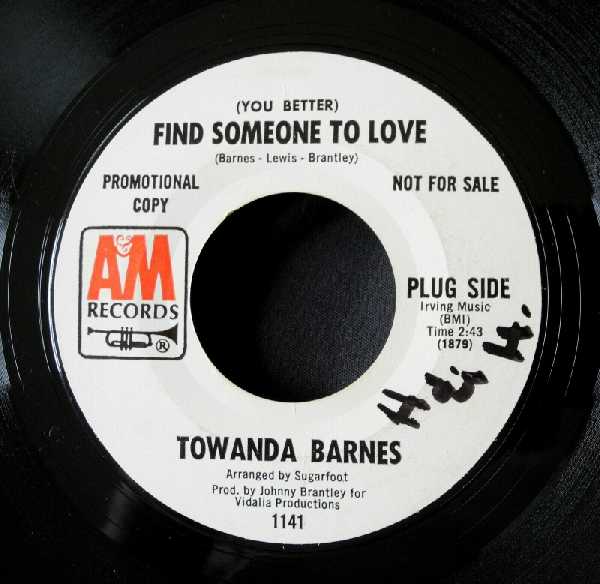 (YOU BETTER)
FIND SOMEONE TO LOVE
(Barnes - Lewis - Brantley)
PROMOTIONAL
COPY
NOT FOR SALE
A&M
RECORDS
®
PLUG SIDE
Irving Music
(BMI)
Time 2:43
(1879)
TOWANDA BARNES
Arranged by Sugarfoot
Prod. by Johnny Brantley for
Vidalia Productions
1141